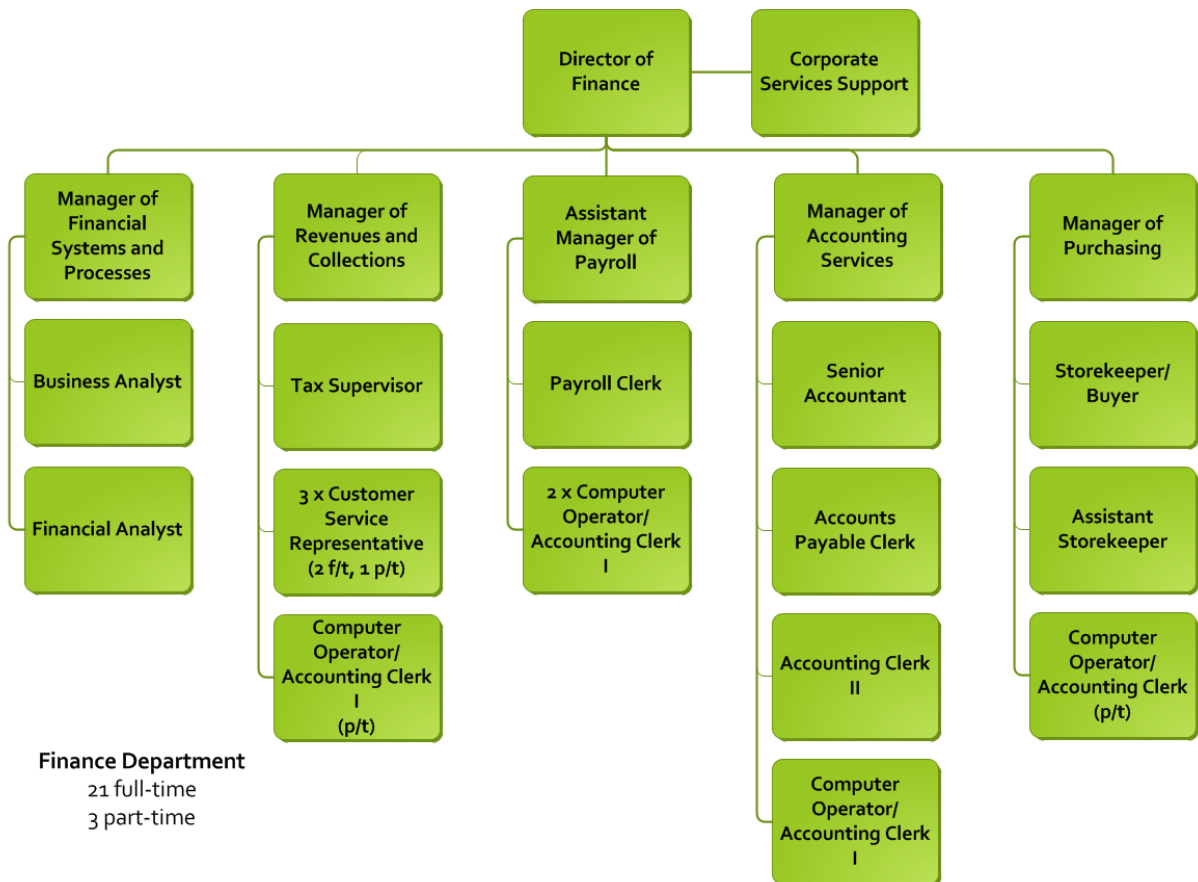 Director of
Finance
Corporate
Services Support
Manager of
Financial
Systems and
Processes
Business Analyst
Financial Analyst
Manager of
Revenues and
Collections
Tax Supervisor
3 x Customer
Service
Representative
(2 f/t, 1 p/t)
Computer
Operator/
Accounting Clerk
I
(p/t)
Assistant
Manager of
Payroll
Payroll Clerk
2 x Computer
Operator/
Accounting Clerk
I
Manager of
Accounting
Services
Senior
Accountant
Accounts
Payable Clerk
Accounting Clerk
II
Computer
Operator/
Accounting Clerk
I
Manager of
Purchasing
Storekeeper/
Buyer
Assistant
Storekeeper
Computer
Operator/
Accounting Clerk
(p/t)
Finance Department
21 full-time
3 part-time